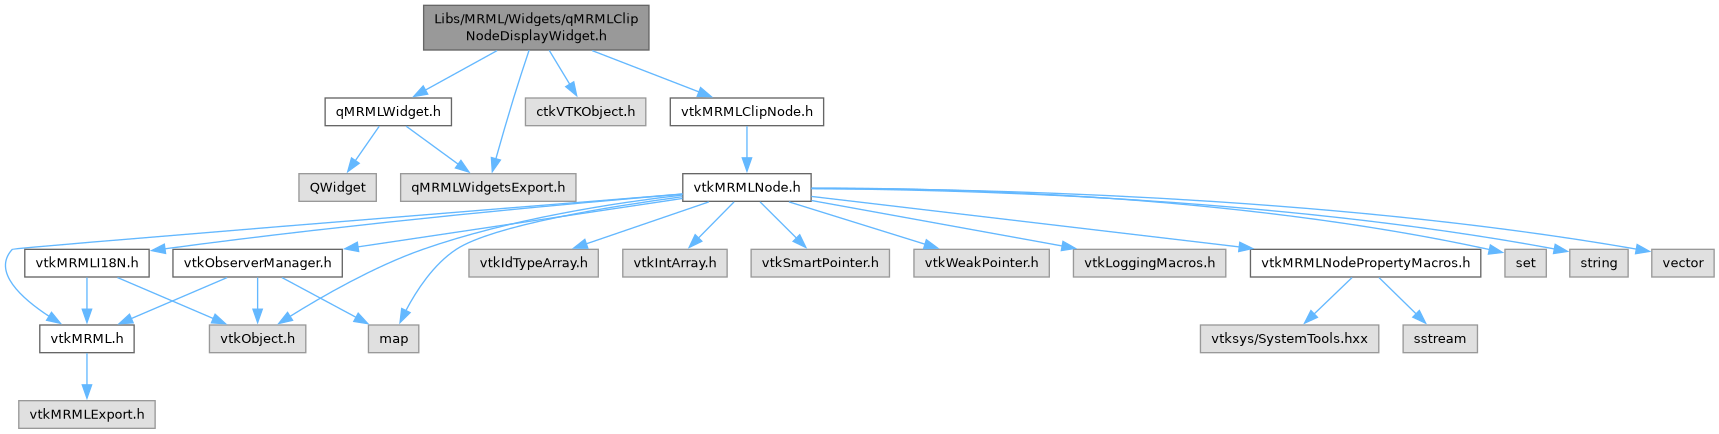 Libs/MRML/Widgets/qMRMLClip
NodeDisplayWidget.h
qMRMLWidget.h
ctkVTKObject.h
vtkMRMLClipNode.h
QWidget
qMRMLWidgetsExport.h
vtkMRMLNode.h
vtkMRMLI18N.h
vtkObserverManager.h
vtkIdTypeArray.h
vtkIntArray.h
vtkSmartPointer.h
vtkWeakPointer.h
vtkLoggingMacros.h
vtkMRMLNodePropertyMacros.h
set
string
vector
vtkMRML.h
vtkObject.h
map
vtksys/SystemTools.hxx
sstream
vtkMRMLExport.h